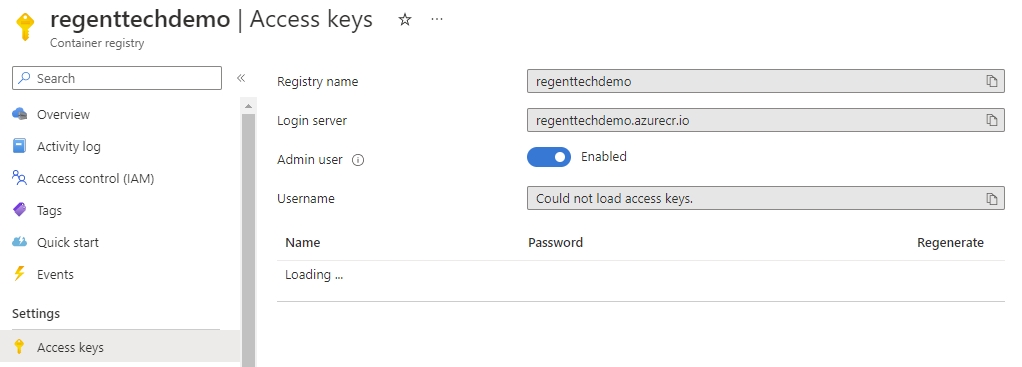 regenttechdemo | Access keys ☆ ···
Container registry
Search «
Overview
Activity log
Access control (IAM)
Tags
Quick start
Events
Settings
Access keys
Registry name regenttechdemo
Login server regenttechdemo.azurecr.io
Admin user Enabled
Username Could not load access keys.
Name Password Regenerate
Loading ...